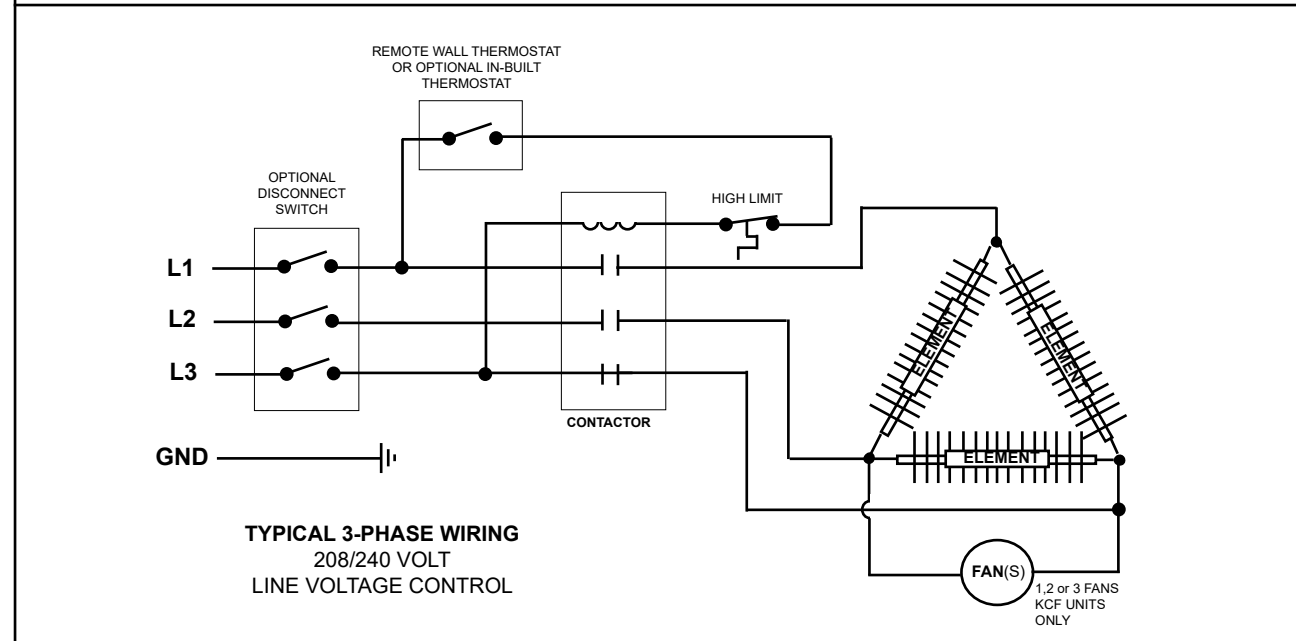 REMOTE WALL THERMOSTAT
OR OPTIONAL IN-BUILT
THERMOSTAT
OPTIONAL
DISCONNECT
SWITCH
HIGH LIMIT
L1
L2
L3
CONTACTOR
GND
ELEMENT
ELEMENT
ELEMENT
TYPICAL 3-PHASE WIRING
208/240 VOLT
LINE VOLTAGE CONTROL
FAN(S)
1,2 or 3 FANS
KCF UNITS
ONLY